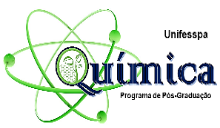 Unifesspa
Química
Programa de Pós-Graduação